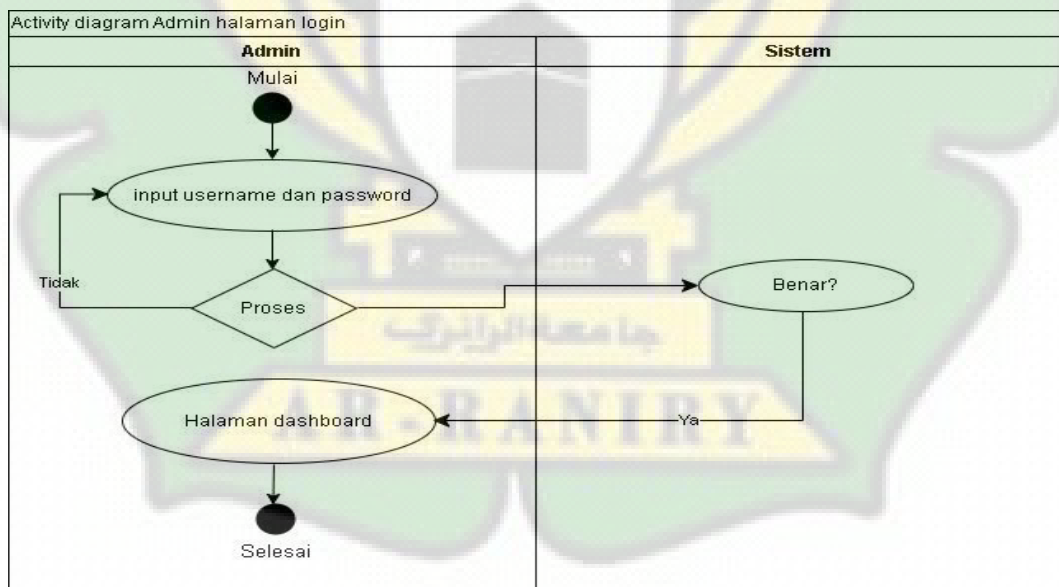 Activity diagram Admin halaman login
Admin
Sistem
Mulai
input username dan password
Tidak
Proses
Benar?
جامعة الرانري
Halaman dashboard
Ya
AR-RANIRY
Selesai